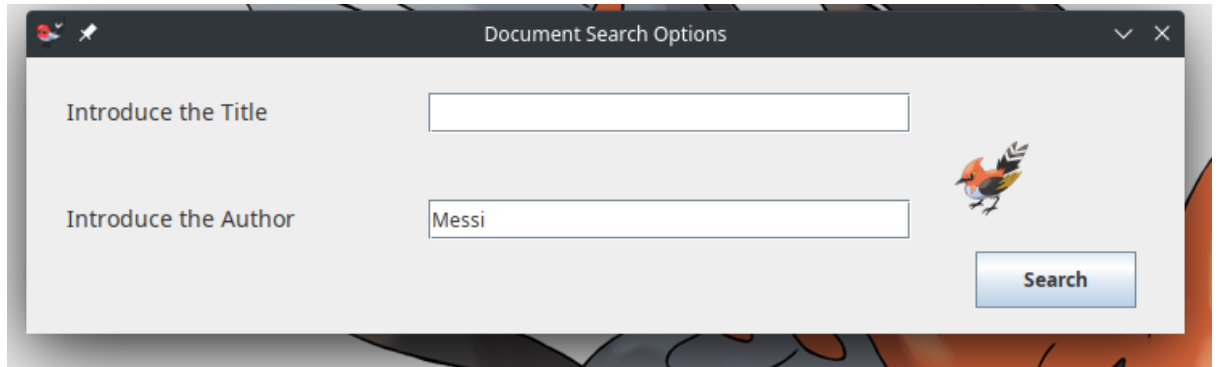 Document Search Options
Introduce the Title
Introduce the Author Messi
Search